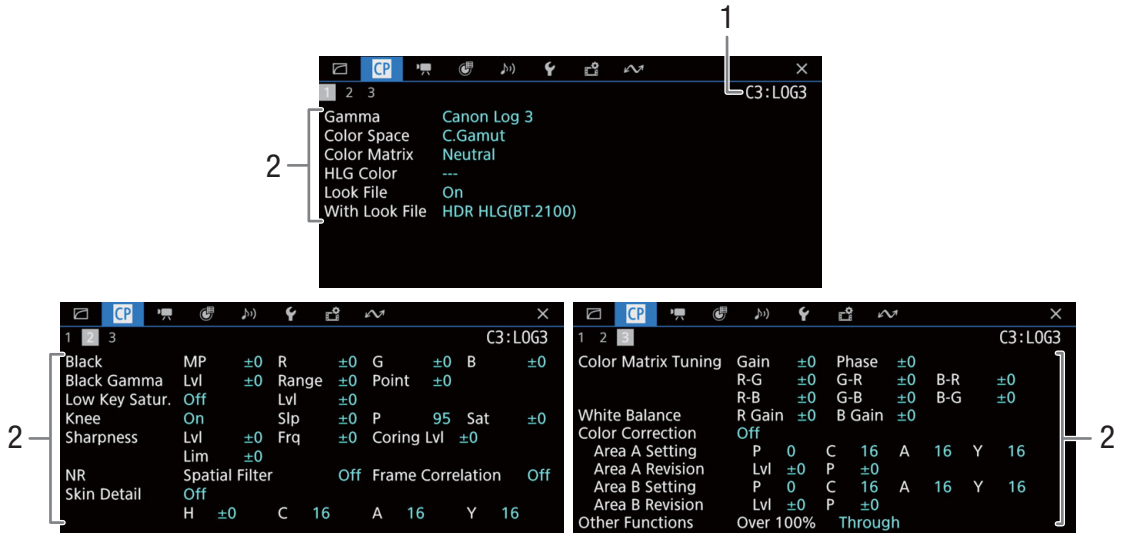 1
CP
1 2 3 C3:LOG3
Gamma Canon Log 3
Color Space C.Gamut
Color Matrix Neutral
HLG Color ---
Look File On
With Look File HDR HLG(BT.2100)
2
CP
1 2 3 C3:LOG3
Black MP ±0 R ±0 G ±0 B ±0
Black Gamma Lvl ±0 Range ±0 Point ±0
Low Key Satur. Off Lvl ±0
Knee On Slp ±0 P 95 Sat ±0
Sharpness Lvl ±0 Frq ±0 Coring Lvl ±0
Lim ±0
NR Spatial Filter Off Frame Correlation Off
Skin Detail Off
H ±0 C 16 A 16 Y 16
2
CP
1 2 3 C3:LOG3
Color Matrix Tuning Gain ±0 Phase ±0
R-G ±0 G-R ±0 B-R ±0
R-B ±0 G-B ±0 B-G ±0
White Balance R Gain ±0 B Gain ±0
Color Correction Off
Area A Setting P 0 C 16 A 16 Y 16
Area A Revision Lvl ±0 P ±0
Area B Setting P 0 C 16 A 16 Y 16
Area B Revision Lvl ±0 P ±0
Other Functions Over 100% Through
2